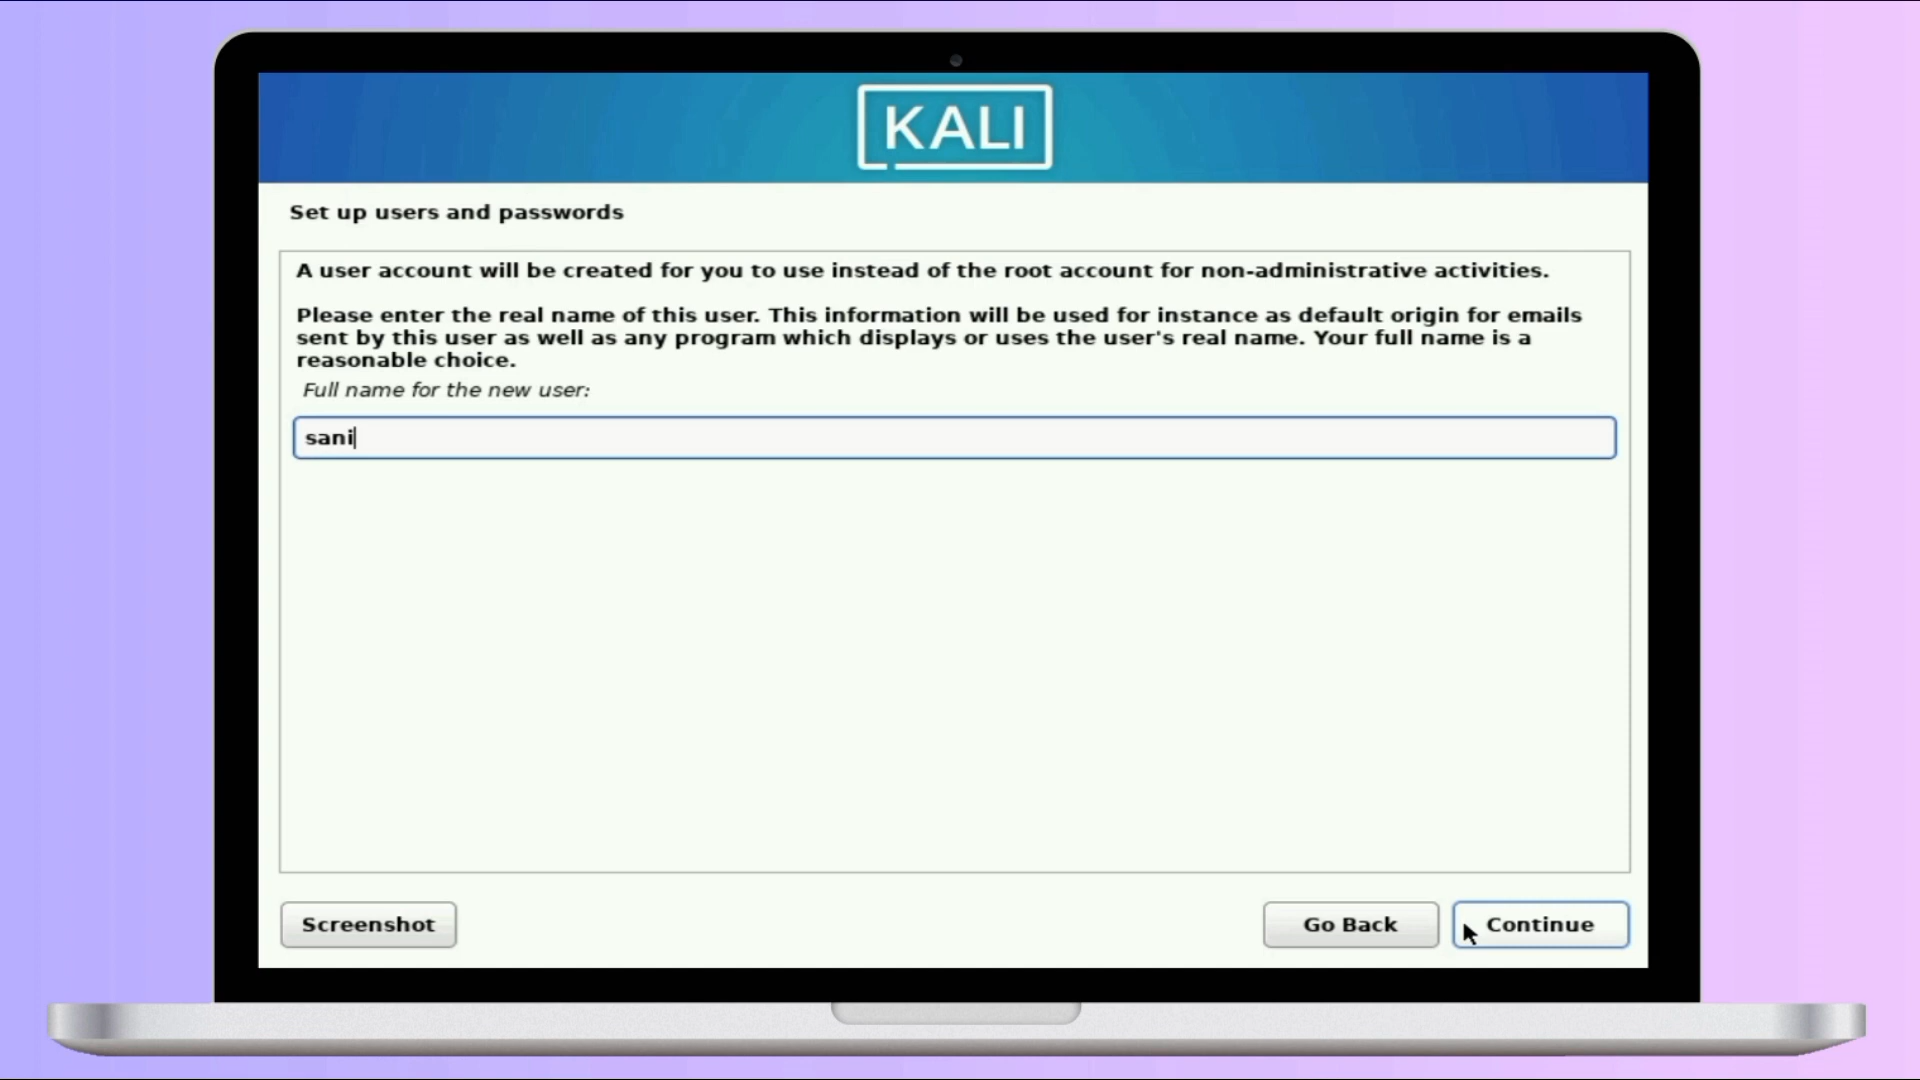 KALI
Set up users and passwords
A user account will be created for you to use instead of the root account for non-administrative activities.
Please enter the real name of this user. This information will be used for instance as default origin for emails
sent by this user as well as any program which displays or uses the user's real name. Your full name is a
reasonable choice.
Full name for the new user:
sani
Screenshot
Go Back
Continue